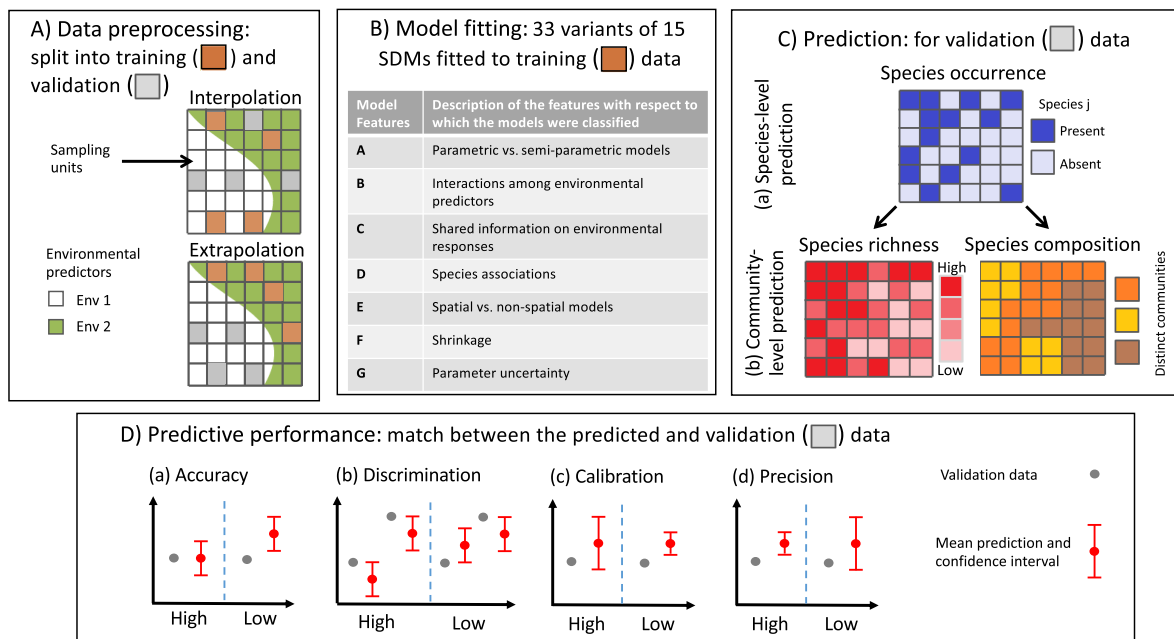 A) Data preprocessing:
split into training ( ) and
validation ( )
Interpolation
Sampling
units
Extrapolation
Environmental
predictors
Env 1
Env 2
B) Model fitting: 33 variants of 15
SDMs fitted to training ( ) data
Model
Features
Description of the features with respect to
which the models were classified
A
Parametric vs. semi-parametric models
B
Interactions among environmental
predictors
C
Shared information on environmental
responses
D
Species associations
E
Spatial vs. non-spatial models
F
Shrinkage
G
Parameter uncertainty
C) Prediction: for validation ( ) data
Species occurrence
(a) Species-level
prediction
Species j
Present
Absent
Species richness
Species composition
(b) Community-
level prediction
High
Low
Distinct communities
D) Predictive performance: match between the predicted and validation ( ) data
(a) Accuracy
(b) Discrimination
(c) Calibration
(d) Precision
Validation data
Mean prediction and
confidence interval
High
Low
High
Low
High
Low
High
Low